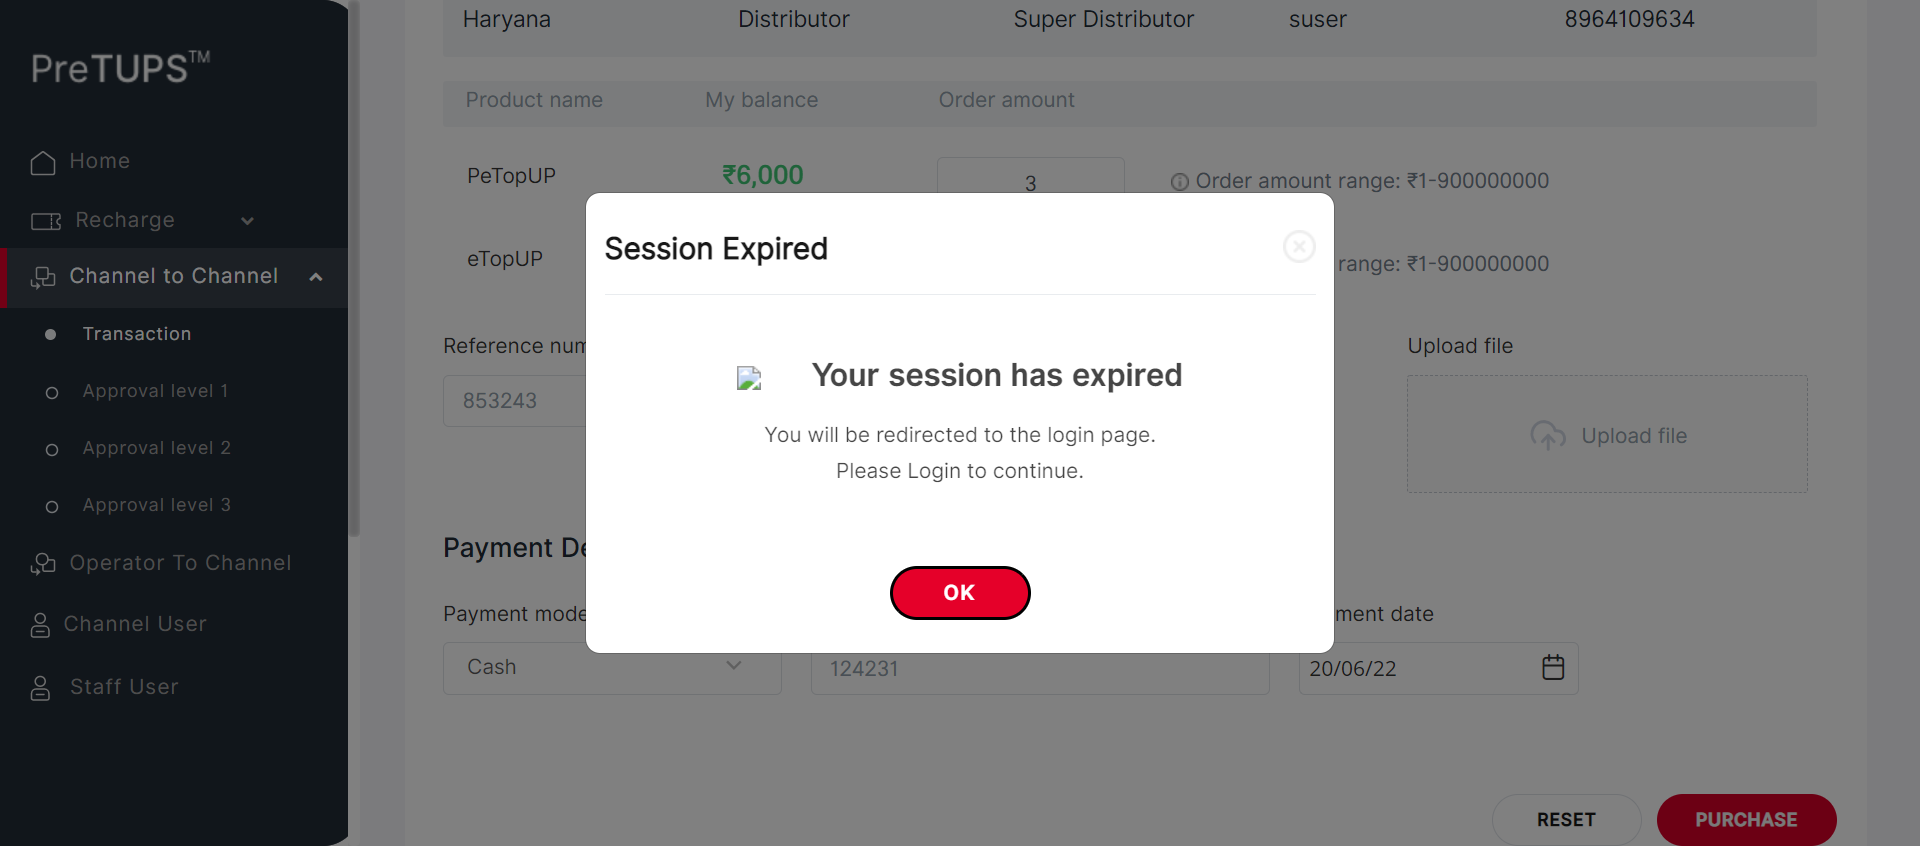 PreTUPS™
Home
Recharge
Channel to Channel
Transaction
Approval level 1
Approval level 2
Approval level 3
Operator To Channel
Channel User
Staff User
Haryana Distributor Super Distributor suser 8964109634
Product name My balance Order amount
PeTopUP ₹6,000 3 Order amount range: ₹1-900000000
eTopUP range: ₹1-900000000
Session Expired
Your session has expired
You will be redirected to the login page.
Please Login to continue.
OK
Reference Upload file
853243 Upload file
Payment
Payment mode date
Cash 124231 20/06/22
RESET PURCHASE